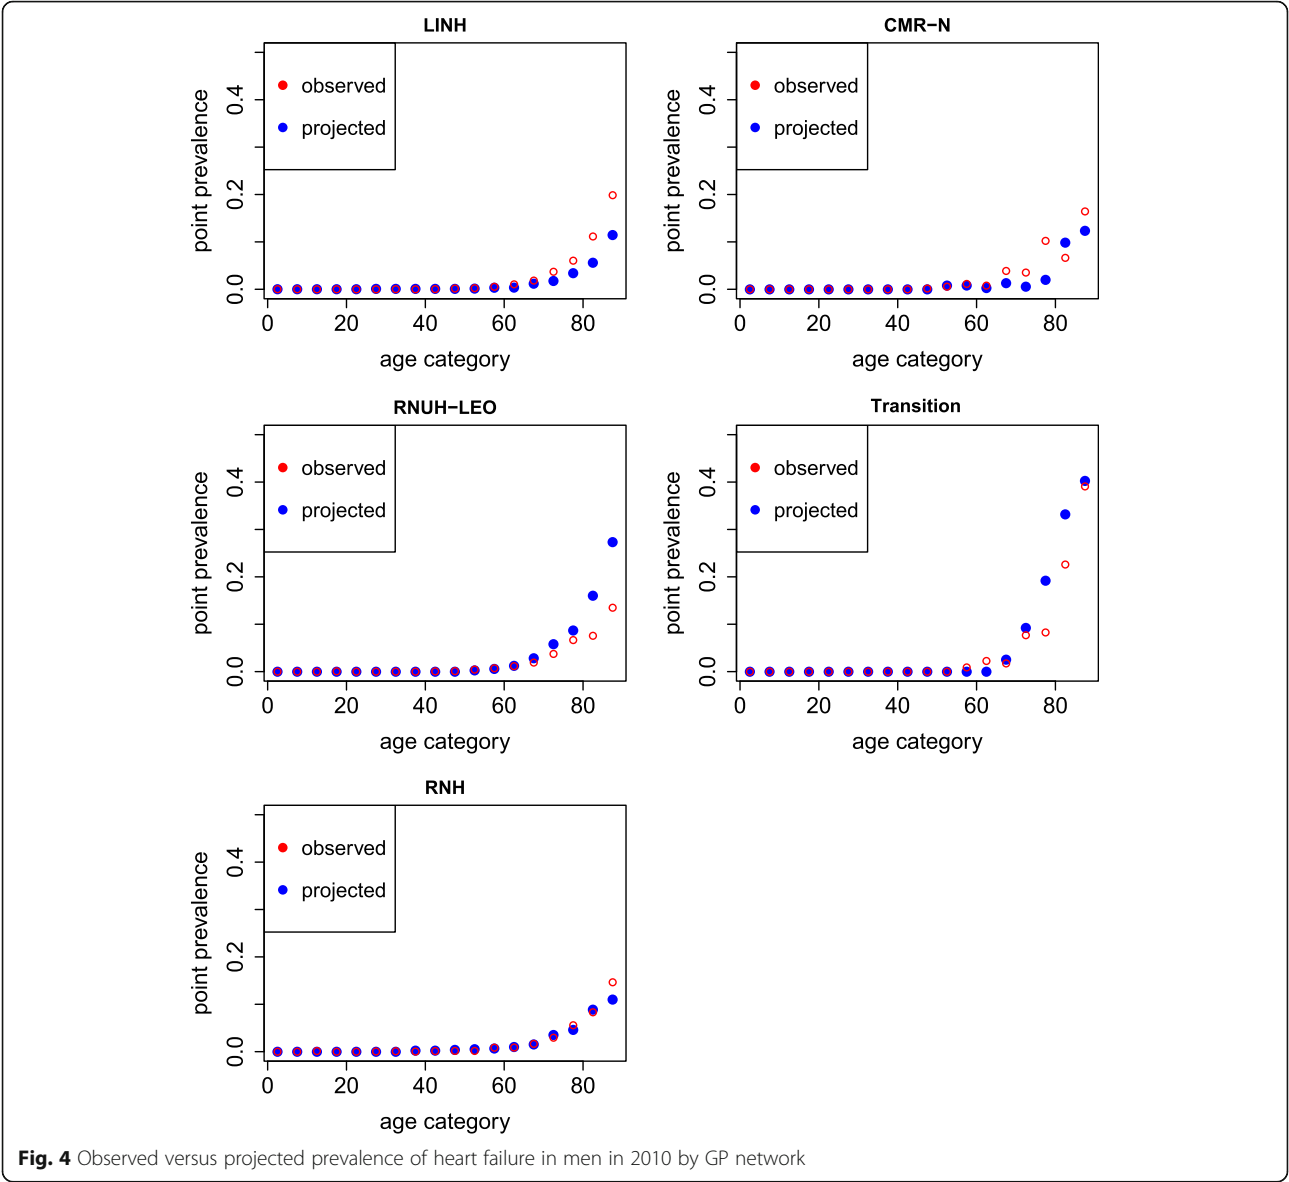 LINH
observed
projected
point prevalence
0.0 0.2 0.4
0 20 40 60 80
age category
CMR−N
observed
projected
point prevalence
0.0 0.2 0.4
0 20 40 60 80
age category
RNUH−LEO
observed
projected
point prevalence
0.0 0.2 0.4
0 20 40 60 80
age category
Transition
observed
projected
point prevalence
0.0 0.2 0.4
0 20 40 60 80
age category
RNH
observed
projected
point prevalence
0.0 0.2 0.4
0 20 40 60 80
age category
Fig. 4 Observed versus projected prevalence of heart failure in men in 2010 by GP network